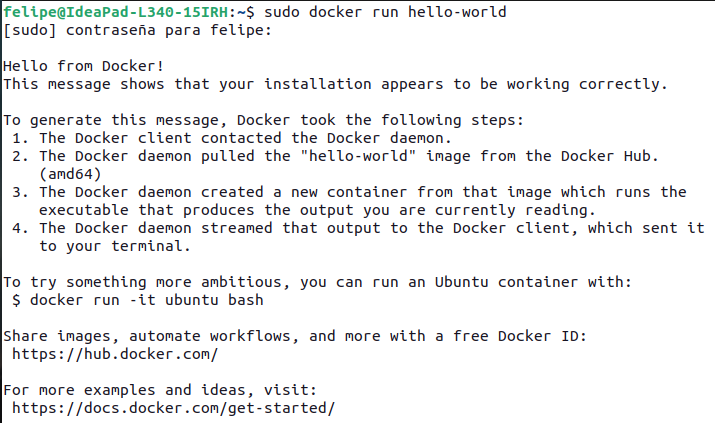 felipe@IdeaPad-L340-15IRH:~$ sudo docker run hello-world
[sudo] contraseña para felipe:

Hello from Docker!
This message shows that your installation appears to be working correctly.

To generate this message, Docker took the following steps:
 1. The Docker client contacted the Docker daemon.
 2. The Docker daemon pulled the "hello-world" image from the Docker Hub.
    (amd64)
 3. The Docker daemon created a new container from that image which runs the
    executable that produces the output you are currently reading.
 4. The Docker daemon streamed that output to the Docker client, which sent it
    to your terminal.

To try something more ambitious, you can run an Ubuntu container with:
 $ docker run -it ubuntu bash

Share images, automate workflows, and more with a free Docker ID:
 https://hub.docker.com/

For more examples and ideas, visit:
 https://docs.docker.com/get-started/